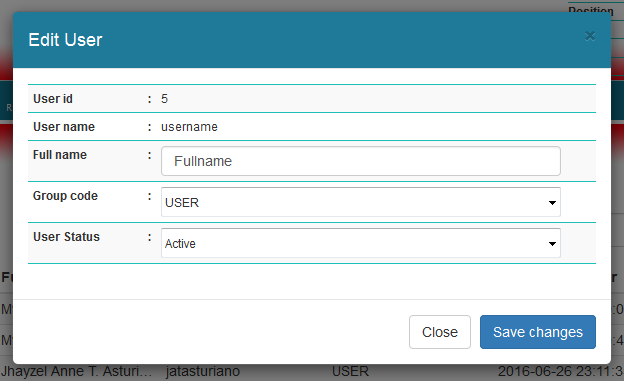 Position
Edit User
×
R
User id : 5
User name : username
Full name : Fullname
Group code : USER
User Status : Active
Close
Save changes
Jhayzel Anne T. Asturi... jatasturiano USER 2016-06-26 23:11:3